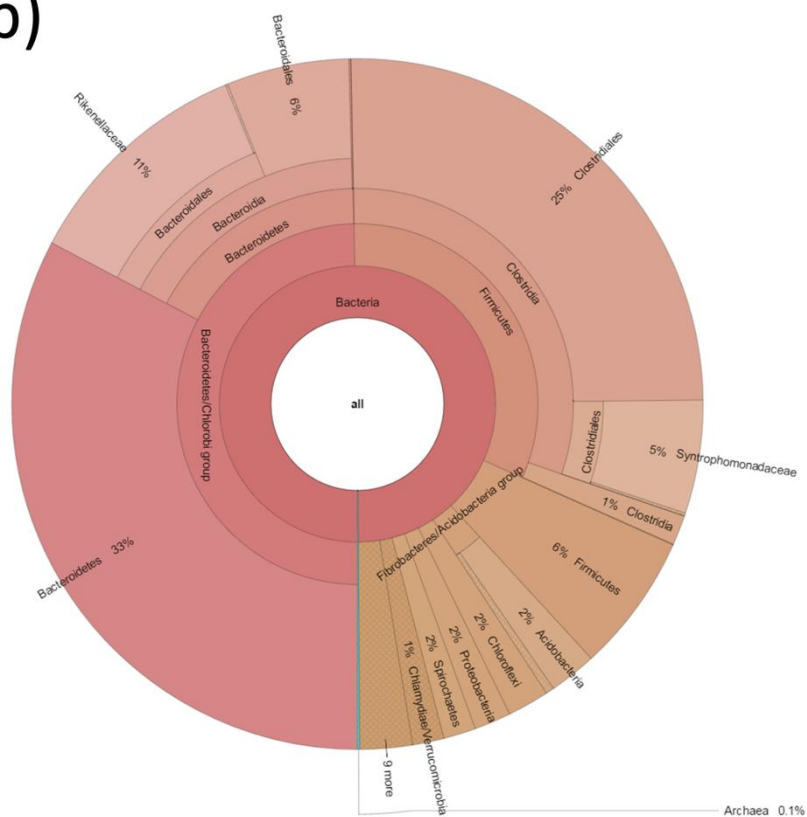 b)
all
Bacteria
Bacteroidetes/Chlorobi group
Bacteroidetes 33%
Bacteroidetes
Bacteroidia
Bacteroidales
Rikenellaceae 11%
Bacteroidales 6%
Firmicutes
Clostridia
25% Clostridiales
Clostridiales
5% Syntrophomonadaceae
1% Clostridia
6% Firmicutes
Fibrobacteres/Acidobacteria group
2% Acidobacteria
2% Chloroflexi
2% Proteobacteria
2% Spirochaetes
1% Chlamydiae/Verrucomicrobia
9 more
Archaea 0.1%